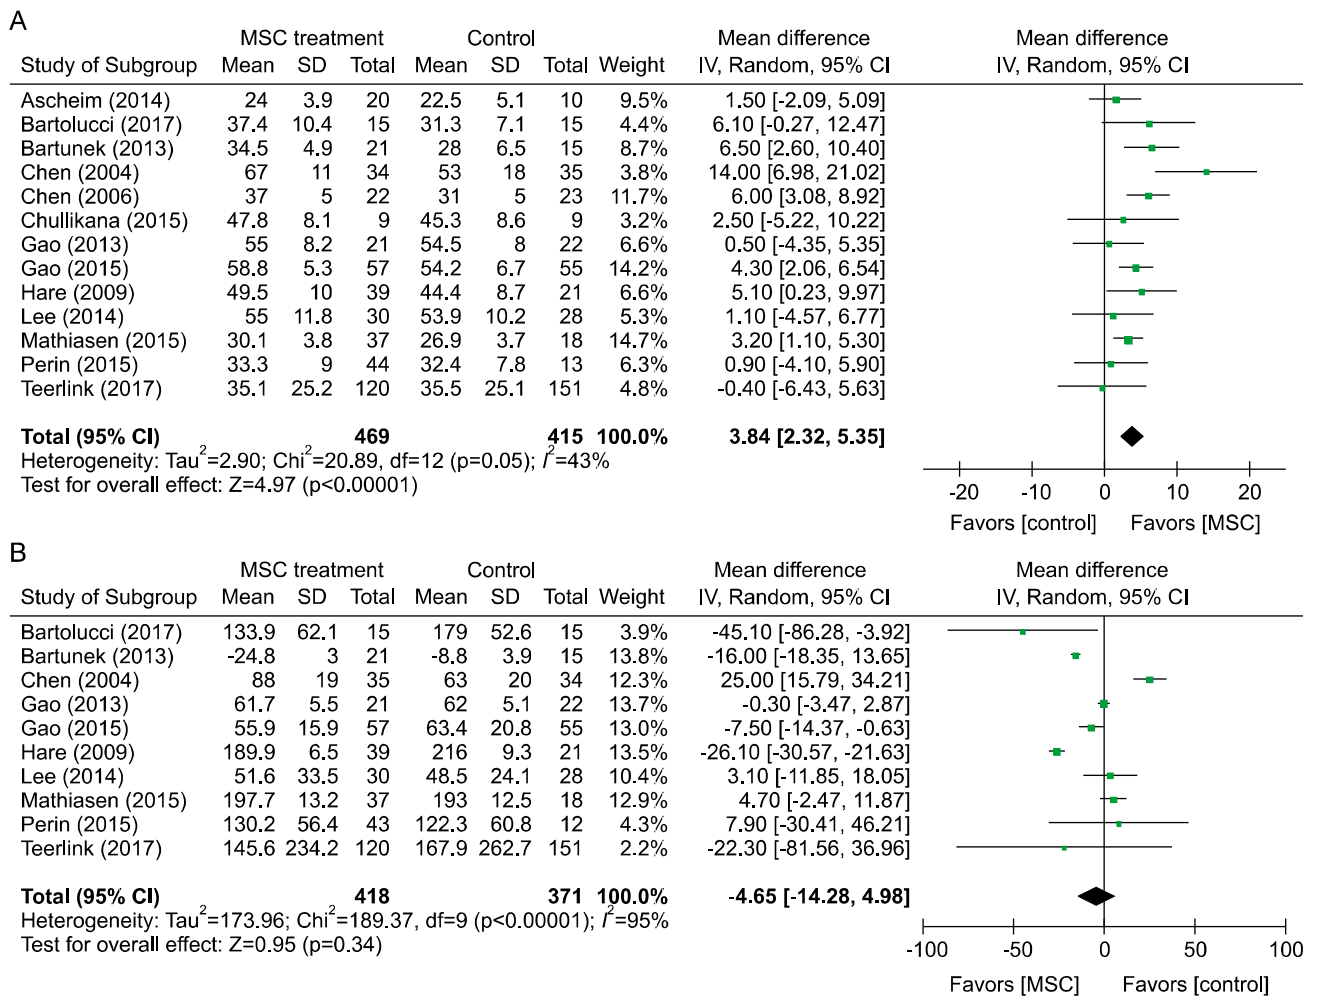 A
MSC treatment Control Mean difference Mean difference
Study of Subgroup Mean SD Total Mean SD Total Weight IV, Random, 95% CI IV, Random, 95% CI
Ascheim (2014) 24 3.9 20 22.5 5.1 10 9.5% 1.50 [-2.09, 5.09]
Bartolucci (2017) 37.4 10.4 15 31.3 7.1 15 4.4% 6.10 [-0.27, 12.47]
Bartunek (2013) 34.5 4.9 21 28 6.5 15 8.7% 6.50 [2.60, 10.40]
Chen (2004) 67 11 34 53 18 35 3.8% 14.00 [6.98, 21.02]
Chen (2006) 37 5 22 31 5 23 11.7% 6.00 [3.08, 8.92]
Chullikana (2015) 47.8 8.1 9 45.3 8.6 9 3.2% 2.50 [-5.22, 10.22]
Gao (2013) 55 8.2 21 54.5 8 22 6.6% 0.50 [-4.35, 5.35]
Gao (2015) 58.8 5.3 57 54.2 6.7 55 14.2% 4.30 [2.06, 6.54]
Hare (2009) 49.5 10 39 44.4 8.7 21 6.6% 5.10 [0.23, 9.97]
Lee (2014) 55 11.8 30 53.9 10.2 28 5.3% 1.10 [-4.57, 6.77]
Mathiasen (2015) 30.1 3.8 37 26.9 3.7 18 14.7% 3.20 [1.10, 5.30]
Perin (2015) 33.3 9 44 32.4 7.8 13 6.3% 0.90 [-4.10, 5.90]
Teerlink (2017) 35.1 25.2 120 35.5 25.1 151 4.8% -0.40 [-6.43, 5.63]
Total (95% CI) 469 415 100.0% 3.84 [2.32, 5.35]
Heterogeneity: Tau²=2.90; Chi²=20.89, df=12 (p=0.05); I²=43%
Test for overall effect: Z=4.97 (p<0.00001)
-20 -10 0 10 20
Favors [control] Favors [MSC]
B
MSC treatment Control Mean difference Mean difference
Study of Subgroup Mean SD Total Mean SD Total Weight IV, Random, 95% CI IV, Random, 95% CI
Bartolucci (2017) 133.9 62.1 15 179 52.6 15 3.9% -45.10 [-86.28, -3.92]
Bartunek (2013) -24.8 3 21 -8.8 3.9 15 13.8% -16.00 [-18.35, 13.65]
Chen (2004) 88 19 35 63 20 34 12.3% 25.00 [15.79, 34.21]
Gao (2013) 61.7 5.5 21 62 5.1 22 13.7% -0.30 [-3.47, 2.87]
Gao (2015) 55.9 15.9 57 63.4 20.8 55 13.0% -7.50 [-14.37, -0.63]
Hare (2009) 189.9 6.5 39 216 9.3 21 13.5% -26.10 [-30.57, -21.63]
Lee (2014) 51.6 33.5 30 48.5 24.1 28 10.4% 3.10 [-11.85, 18.05]
Mathiasen (2015) 197.7 13.2 37 193 12.5 18 12.9% 4.70 [-2.47, 11.87]
Perin (2015) 130.2 56.4 43 122.3 60.8 12 4.3% 7.90 [-30.41, 46.21]
Teerlink (2017) 145.6 234.2 120 167.9 262.7 151 2.2% -22.30 [-81.56, 36.96]
Total (95% CI) 418 371 100.0% -4.65 [-14.28, 4.98]
Heterogeneity: Tau²=173.96; Chi²=189.37, df=9 (p<0.00001); I²=95%
Test for overall effect: Z=0.95 (p=0.34)
-100 -50 0 50 100
Favors [MSC] Favors [control]